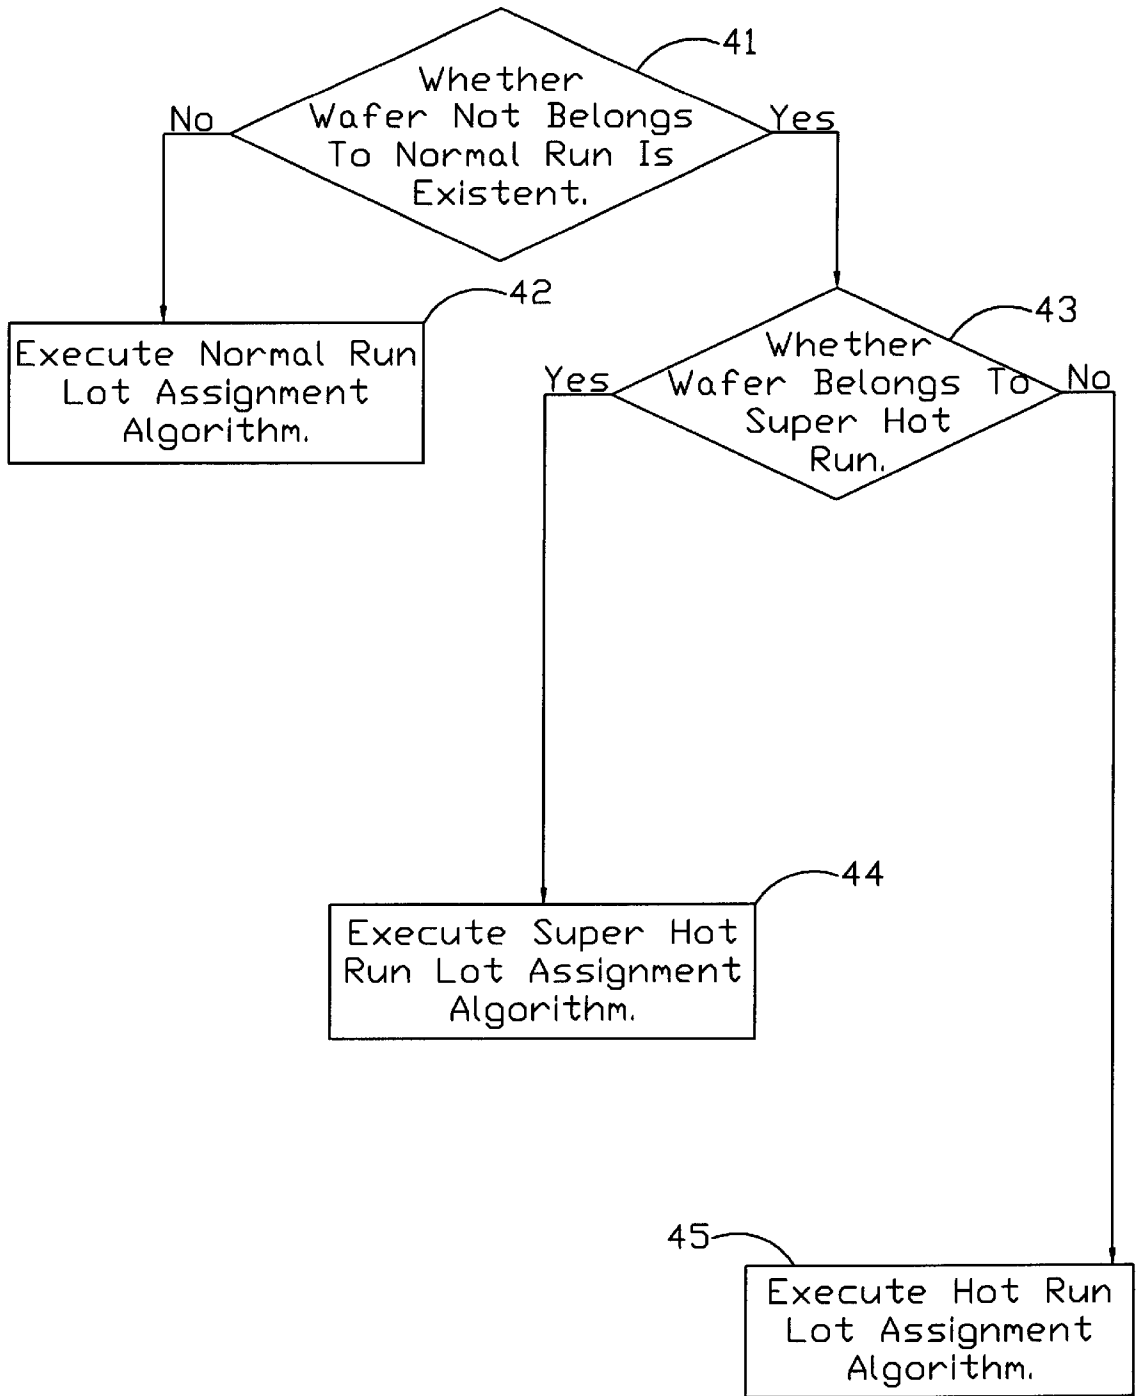 41
Whether
Wafer Not Belongs
To Normal Run Is
Existent.
No
Yes
42
Execute Normal Run
Lot Assignment
Algorithm.
43
Whether
Wafer Belongs To
Super Hot
Run.
Yes
No
44
Execute Super Hot
Run Lot Assignment
Algorithm.
45
Execute Hot Run
Lot Assignment
Algorithm.